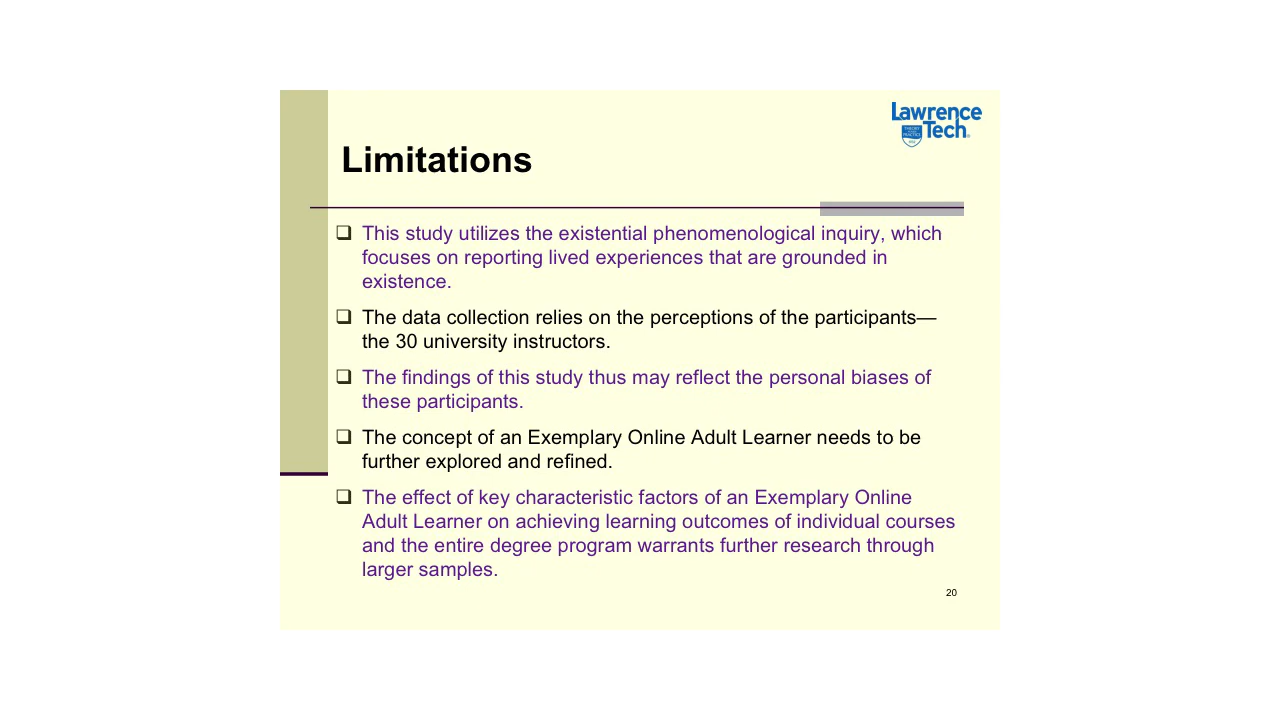 Lawrence
Tech
Limitations
❑ This study utilizes the existential phenomenological inquiry, which
focuses on reporting lived experiences that are grounded in
existence.
❑ The data collection relies on the perceptions of the participants—
the 30 university instructors.
❑ The findings of this study thus may reflect the personal biases of
these participants.
❑ The concept of an Exemplary Online Adult Learner needs to be
further explored and refined.
❑ The effect of key characteristic factors of an Exemplary Online
Adult Learner on achieving learning outcomes of individual courses
and the entire degree program warrants further research through
larger samples.
20